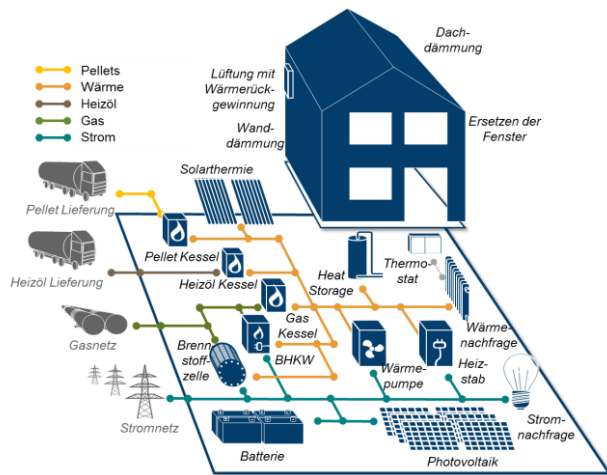 Dach-
dämmung
Lüftung mit
Wärmerück-
gewinnung
Wand-
dämmung
Ersetzen der
Fenster
Pellets
Wärme
Heizöl
Gas
Strom
Solarthermie
Pellet Lieferung
Pellet Kessel
Heizöl Lieferung
Heizöl Kessel
Heat
Storage
Thermo-
stat
Gasnetz
Gas
Kessel
Wärme-
nachfrage
Brenn
stoff-
zelle
BHKW
Wärme-
pumpe
Heiz-
stab
Stromnetz
Batterie
Photovoltaik
Strom-
nachfrage